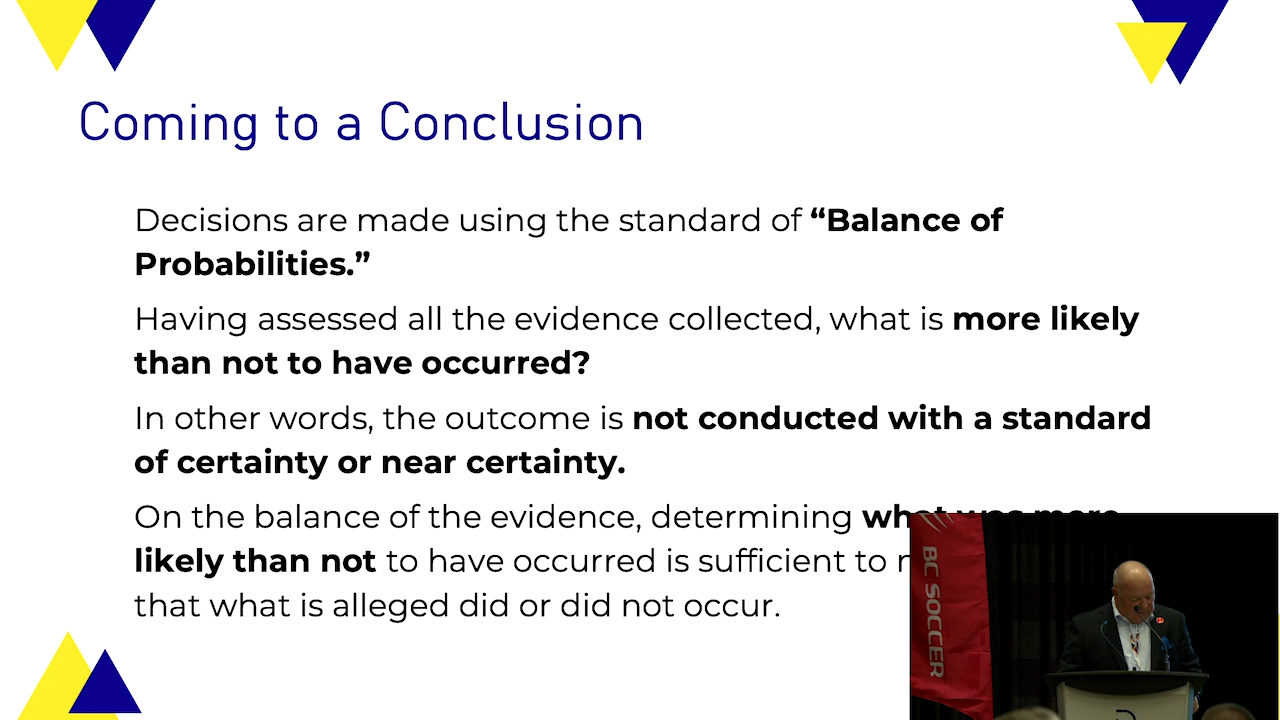 Coming to a Conclusion
Decisions are made using the standard of “Balance of
Probabilities.”
Having assessed all the evidence collected, what is more likely
than not to have occurred?
In other words, the outcome is not conducted with a standard
of certainty or near certainty.
On the balance of the evidence, determining what was more
likely than not to have occurred is sufficient to
that what is alleged did or did not occur.
BC SOCCER